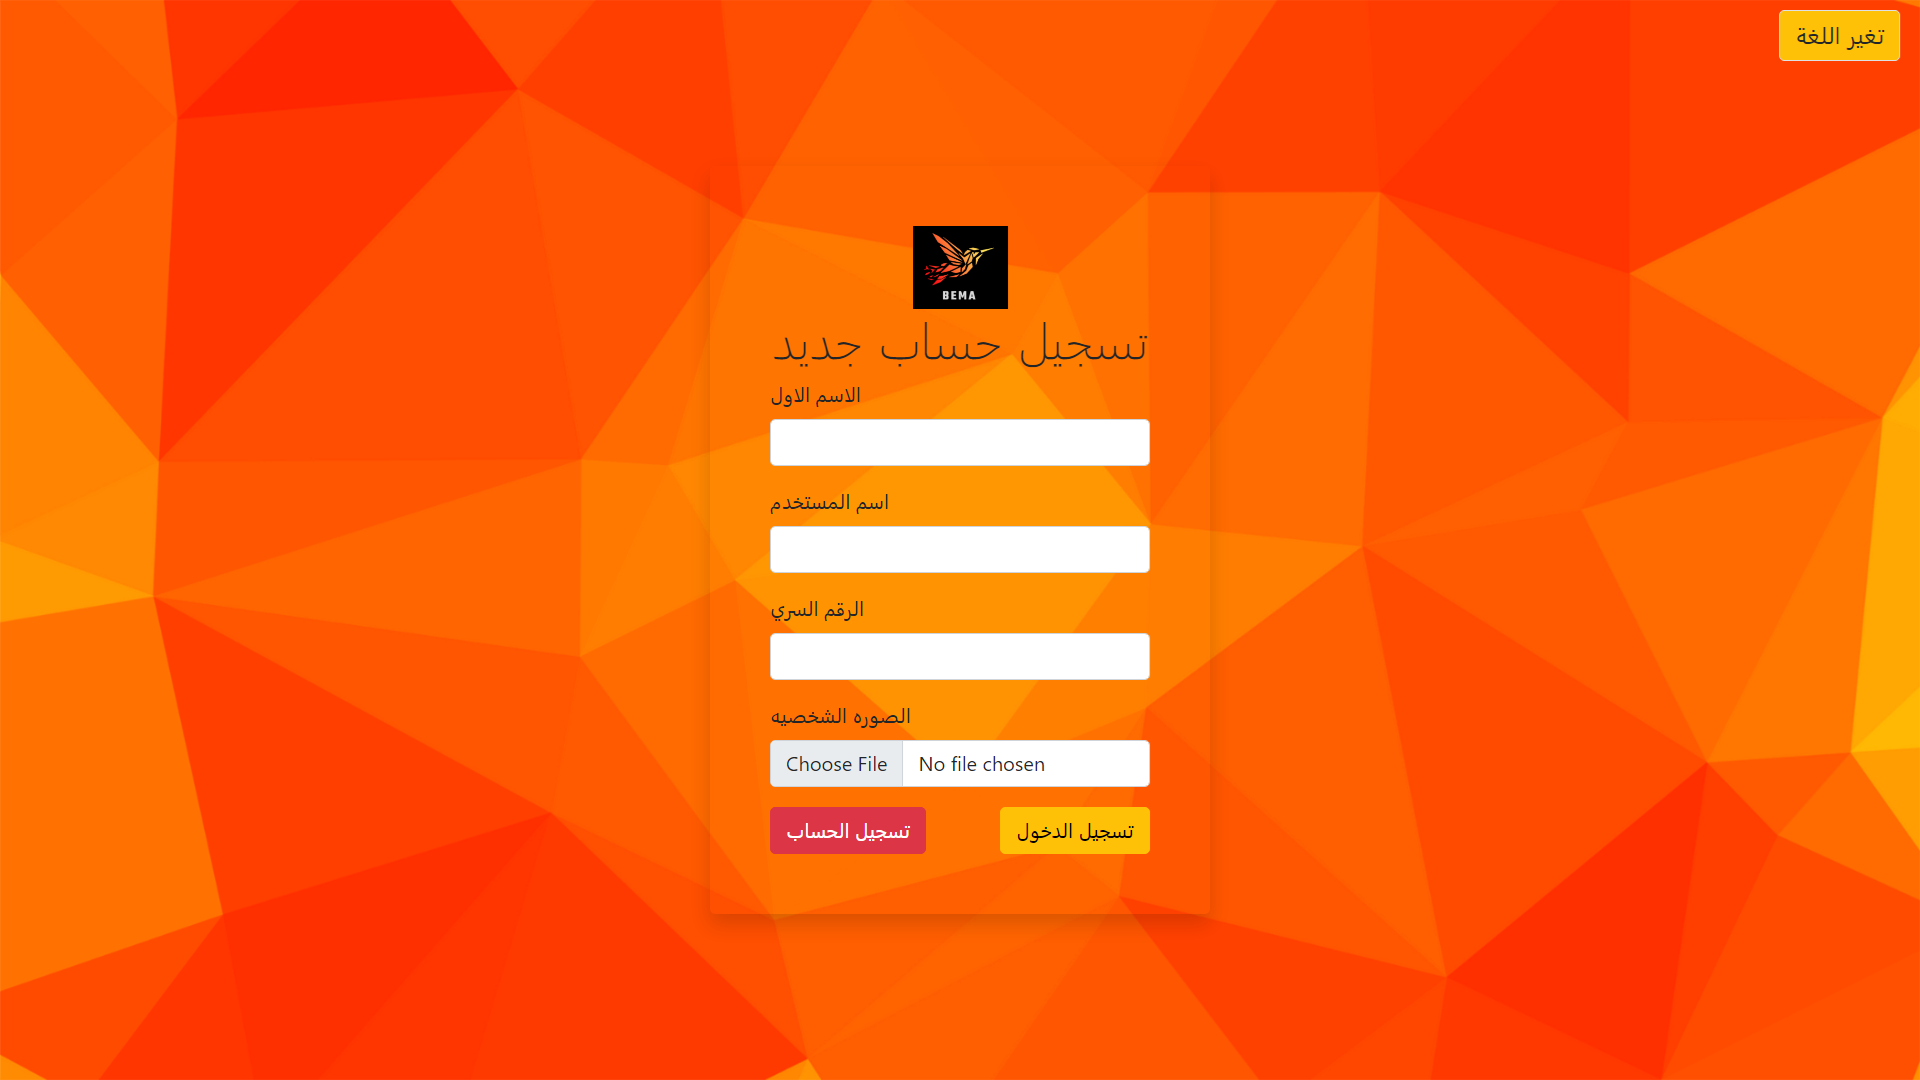 تغير اللغة
BEMA
تسجيل حساب جديد
الاسم الاول
اسم المستخدم
الرقم السري
الصوره الشخصيه
Choose File No file chosen
تسجيل الحساب تسجيل الدخول